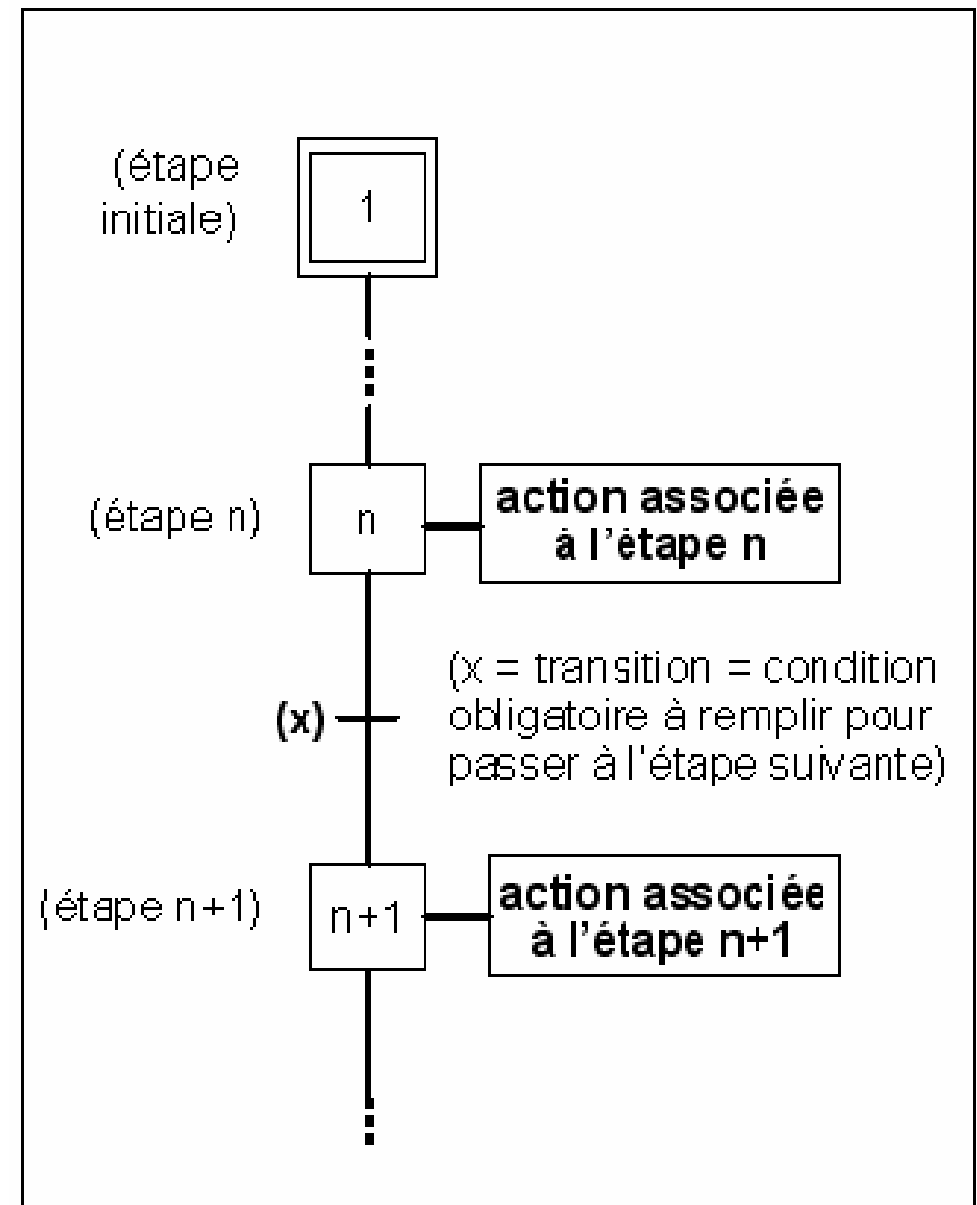 (étape
initiale)
1
(étape n)
n
action associée
à l'étape n
(x)
(x = transition = condition
obligatoire à remplir pour
passer à l'étape suivante)
(étape n+1)
n+1
action associée
à l'étape n+1